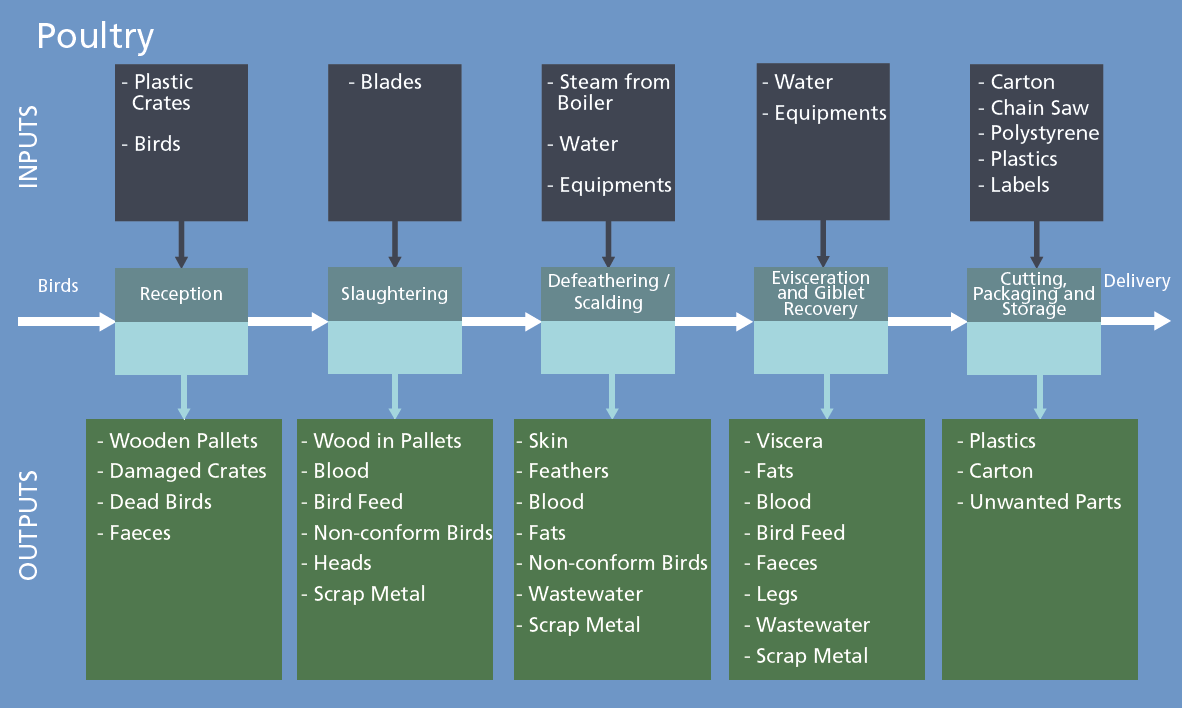 Poultry
INPUTS
- Plastic
Crates
- Birds
- Blades
- Steam from
Boiler
- Water
- Equipments
- Water
- Equipments
- Carton
- Chain Saw
- Polystyrene
- Plastics
- Labels
Birds
Reception
Slaughtering
Defeathering /
Scalding
Evisceration
and Giblet
Recovery
Cutting,
Packaging and
Storage
Delivery
OUTPUTS
- Wooden Pallets
- Damaged Crates
- Dead Birds
- Faeces
- Wood in Pallets
- Blood
- Bird Feed
- Non-conform Birds
- Heads
- Scrap Metal
- Skin
- Feathers
- Blood
- Fats
- Non-conform Birds
- Wastewater
- Scrap Metal
- Viscera
- Fats
- Blood
- Bird Feed
- Faeces
- Legs
- Wastewater
- Scrap Metal
- Plastics
- Carton
- Unwanted Parts